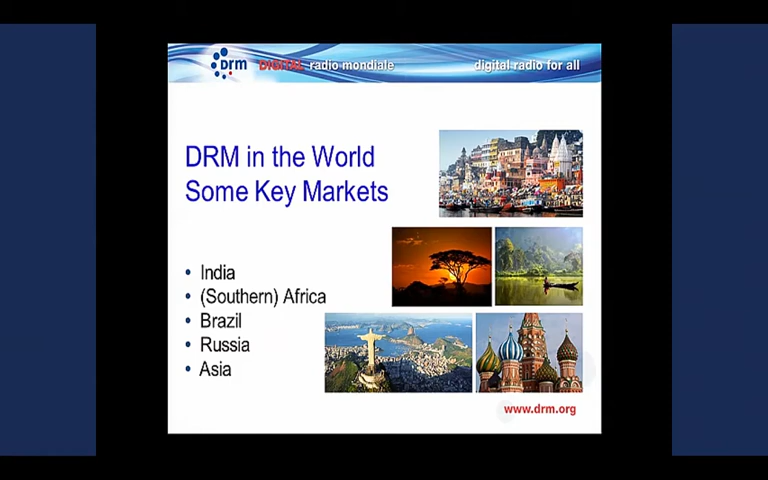 DRM DIGITAL radio mondiale digital radio for all
DRM in the World
Some Key Markets
• India
• (Southern) Africa
• Brazil
• Russia
• Asia
www.drm.org